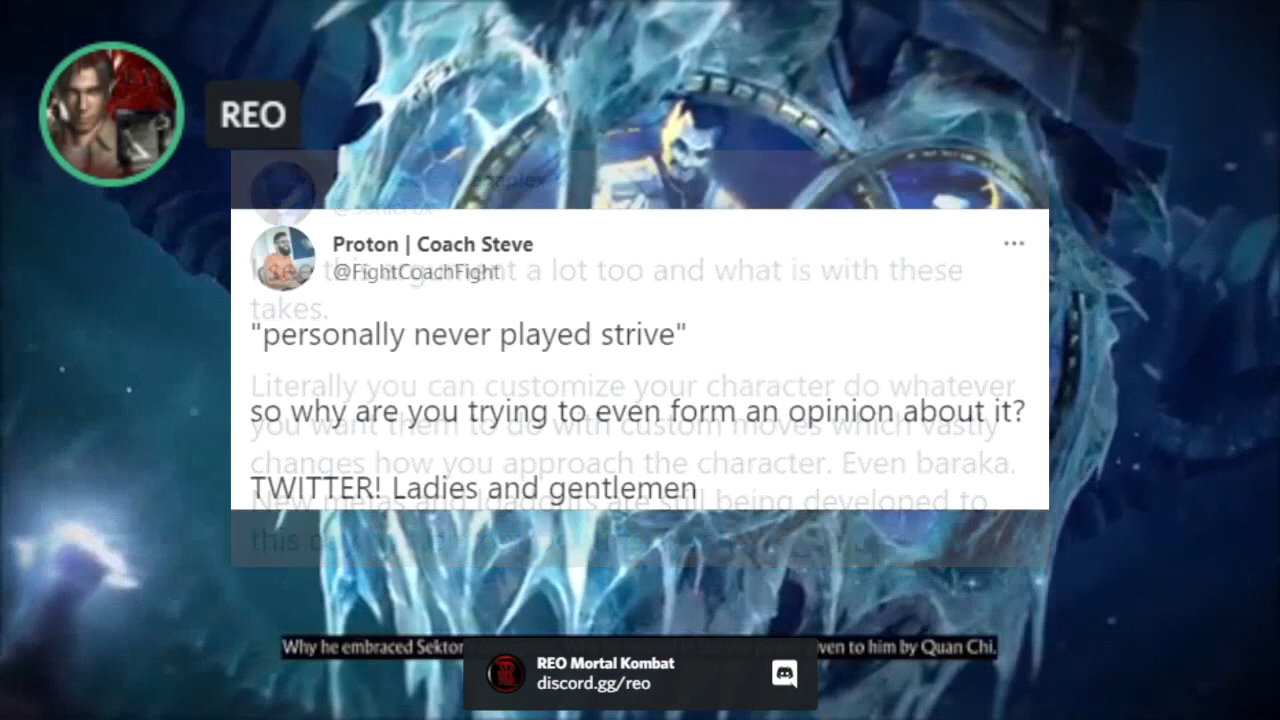 REO
Proton | Coach Steve
@FightCoachFight
I see this a lot too and what is with these
takes.
"personally never played strive"
Literally you can customize your character do whatever
so why are you trying to even form an opinion about it?
you want them to do with custom moves which vastly
changes how you approach the character. Even baraka.
TWITTER! Ladies and gentlemen
New metas and loadouts are still being developed to
this
Why he embraced Sektor given to him by Quan Chi.
REO Mortal Kombat
discord.gg/reo